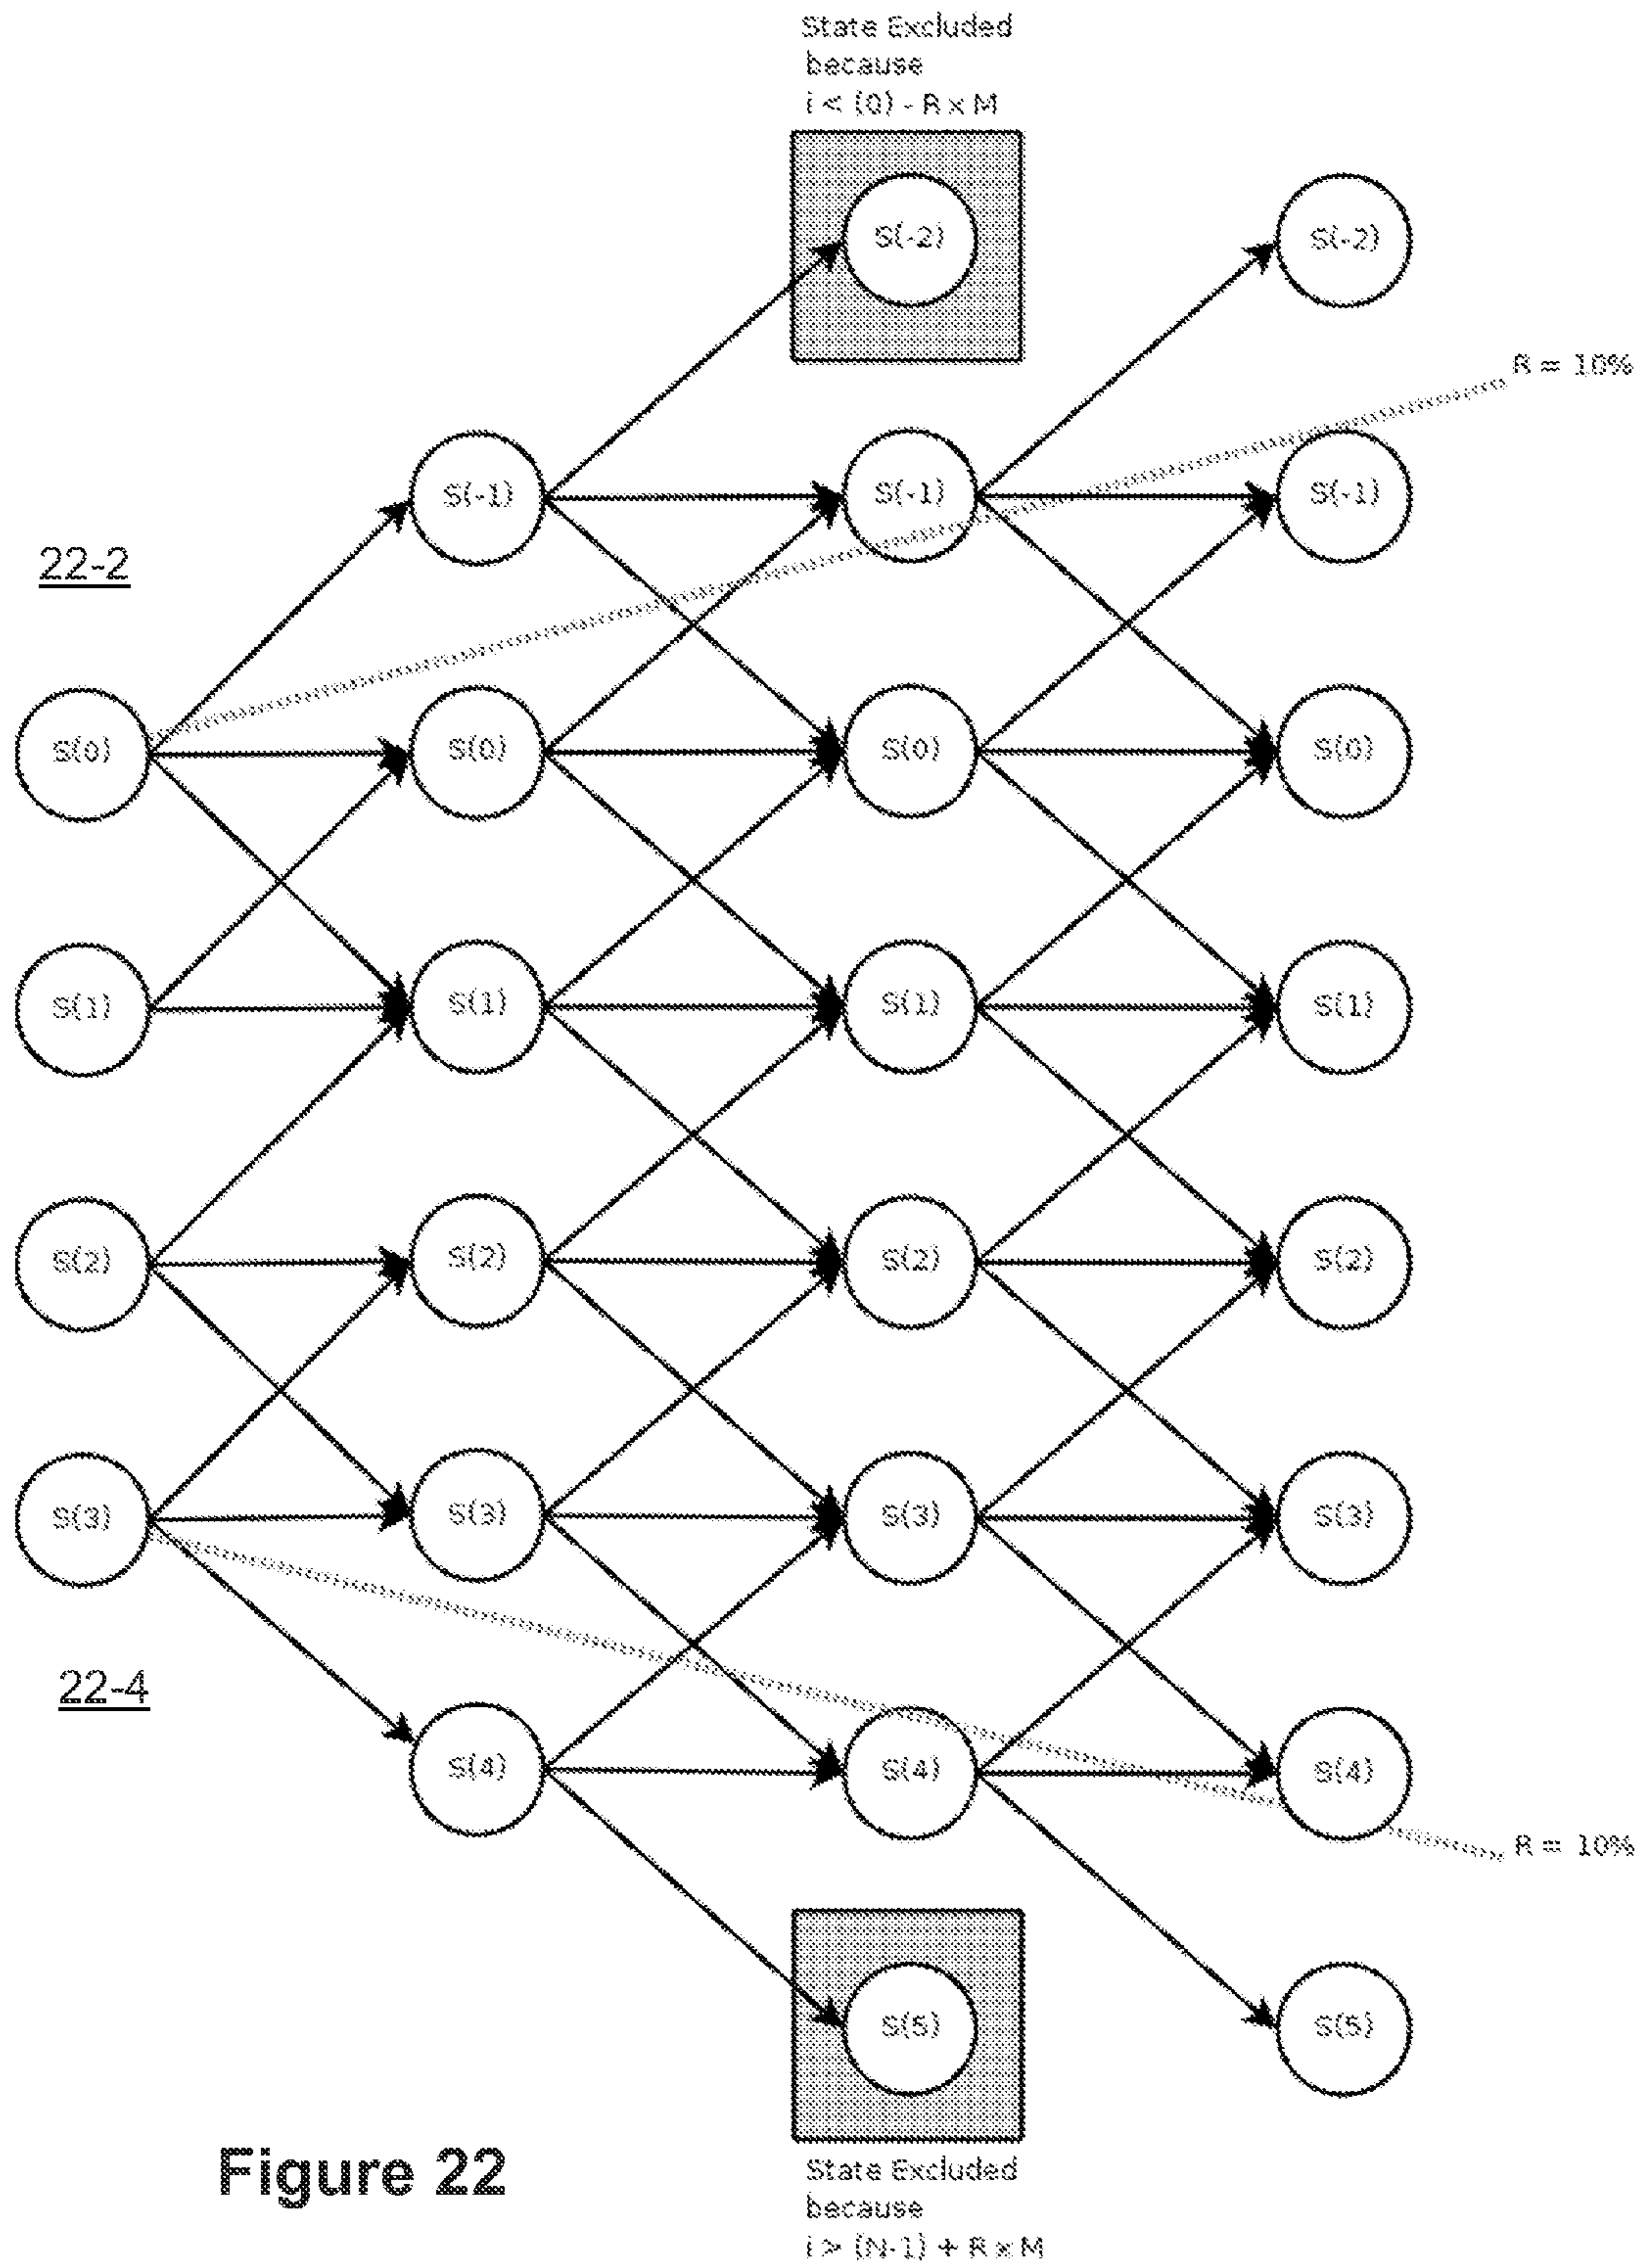 State Excluded
because
i < (0) - R x M
S(-2) S(-2)
R = 10%
S(-1) S(-1) S(-1)
22-2
S(0) S(0) S(0) S(0)
S(1) S(1) S(1) S(1)
S(2) S(2) S(2) S(2)
S(3) S(3) S(3) S(3)
22-4
S(4) S(4) S(4)
R = 10%
S(5) S(5)
Figure 22
State Excluded
because
i > (N-1) + R x M